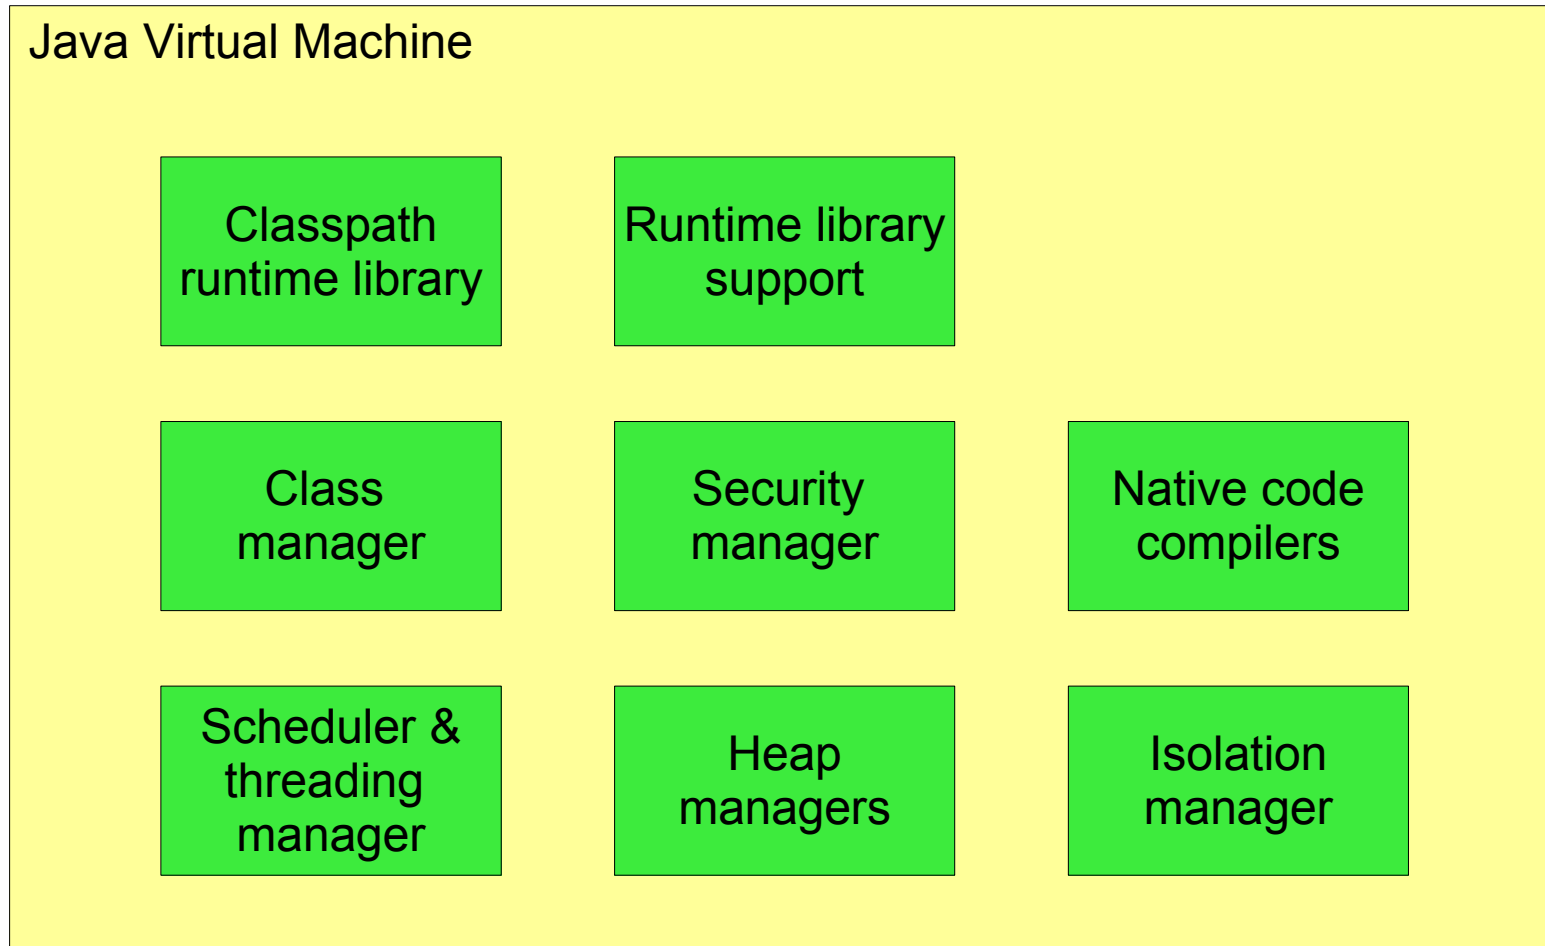 Java Virtual Machine
Classpath
runtime library
Runtime library
support
Class
manager
Security
manager
Native code
compilers
Scheduler &
threading
manager
Heap
managers
Isolation
manager